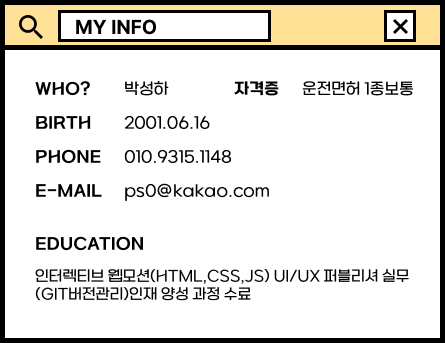 MY INFO
WHO? 박성하 자격증 운전면허 1종보통
BIRTH 2001.06.16
PHONE 010.9315.1148
E-MAIL ps0@kakao.com
EDUCATION
인터렉티브 웹모션(HTML,CSS,JS) UI/UX 퍼블리셔 실무
(GIT버전관리)인재 양성 과정 수료